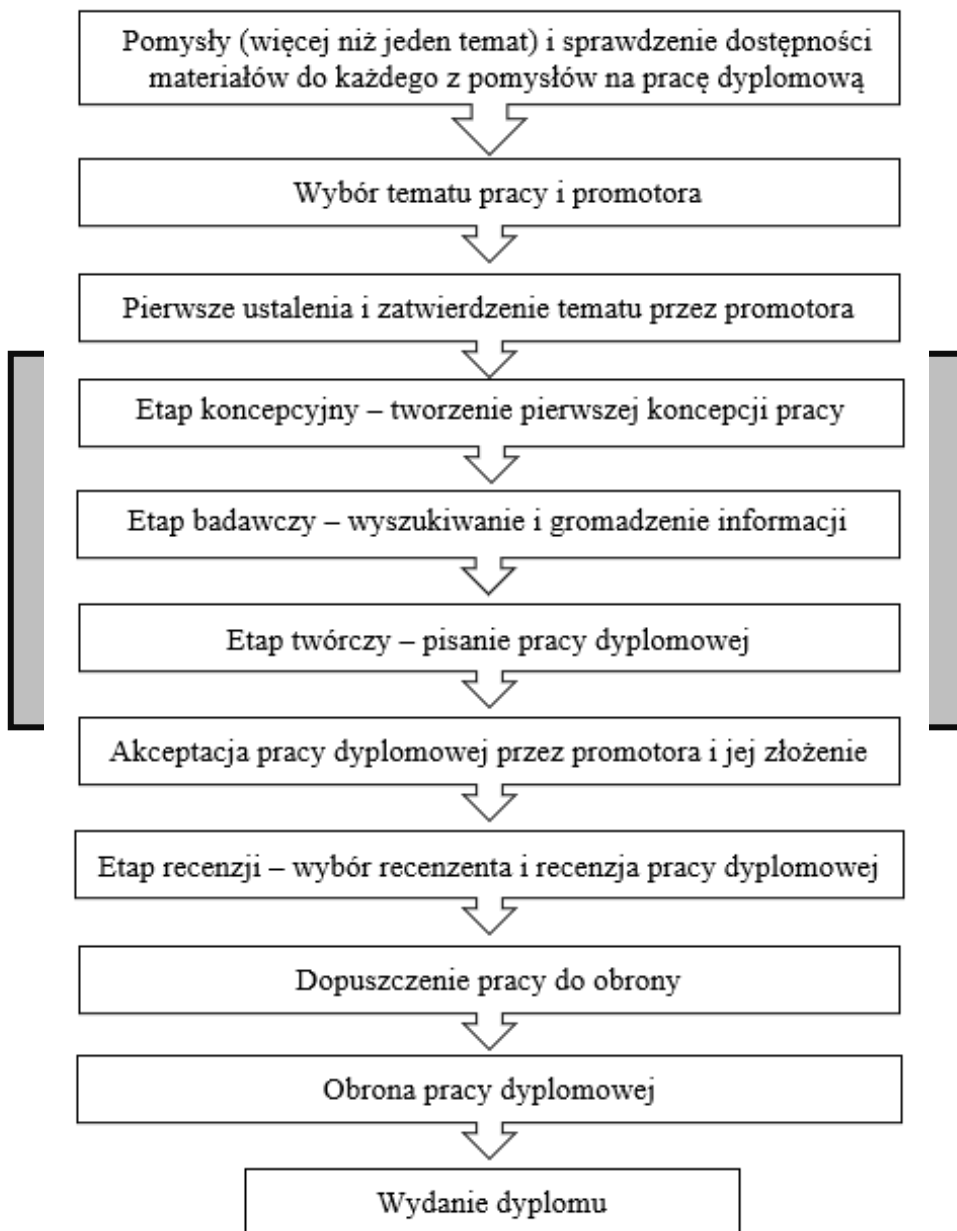 Pomysły (więcej niż jeden temat) i sprawdzenie dostępności
materiałów do każdego z pomysłów na pracę dyplomową
Wybór tematu pracy i promotora
Pierwsze ustalenia i zatwierdzenie tematu przez promotora
Etap koncepcyjny – tworzenie pierwszej koncepcji pracy
Etap badawczy – wyszukiwanie i gromadzenie informacji
Etap twórczy – pisanie pracy dyplomowej
Akceptacja pracy dyplomowej przez promotora i jej złożenie
Etap recenzji – wybór recenzenta i recenzja pracy dyplomowej
Dopuszczenie pracy do obrony
Obrona pracy dyplomowej
Wydanie dyplomu